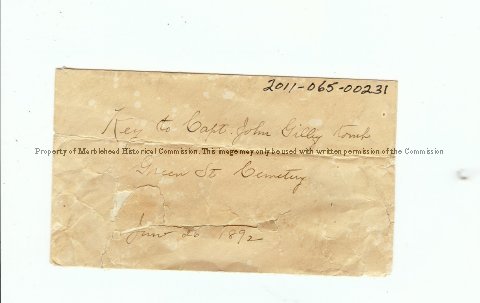 2011-065-00231
Key to Capt. John Gilly Tomb
Property of Marblehead Historical Commission. This image may only be used with written permission of the Commission
Green St Cemetery
June 20 1892